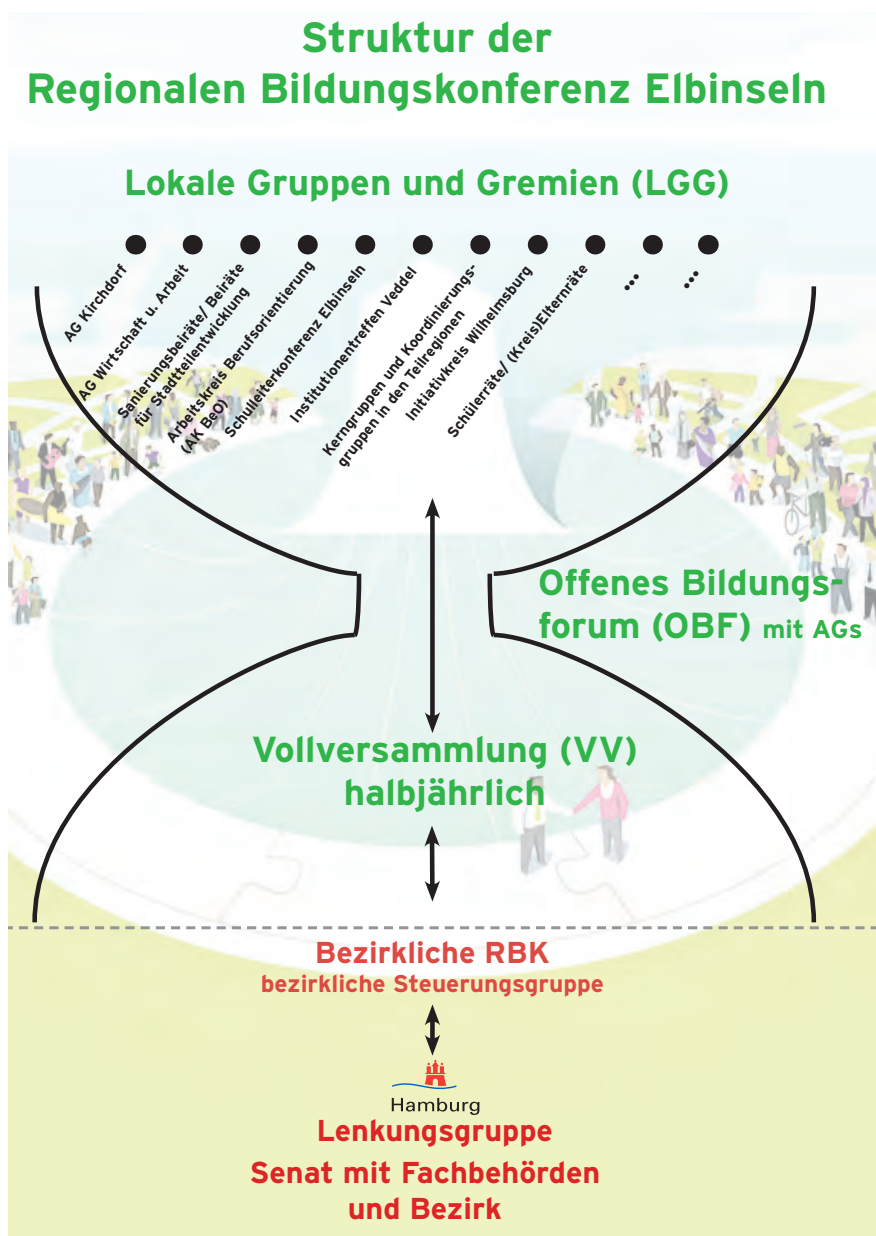 Struktur der
Regionalen Bildungskonferenz Elbinseln
Lokale Gruppen und Gremien (LGG)
AG Kirchdorf
AG Wirtschaft u. Arbeit
Sanierungsbeiräte/ Beiräte
für Stadtteilentwicklung
Arbeitskreis Berufsorientierung
(AK BeO)
Schulleiterkonferenz Elbinseln
Institutionentreffen Veddel
Kerngruppen und Koordinierungs-
gruppen in den Teilregionen
Initiativkreis Wilhelmsburg
Schülerräte/ (Kreis)Elternräte
...
...
Offenes Bildungs-
forum (OBF) mit AGs
Vollversammlung (VV)
halbjährlich
Bezirkliche RBK
bezirkliche Steuerungsgruppe
Hamburg
Lenkungsgruppe
Senat mit Fachbehörden
und Bezirk